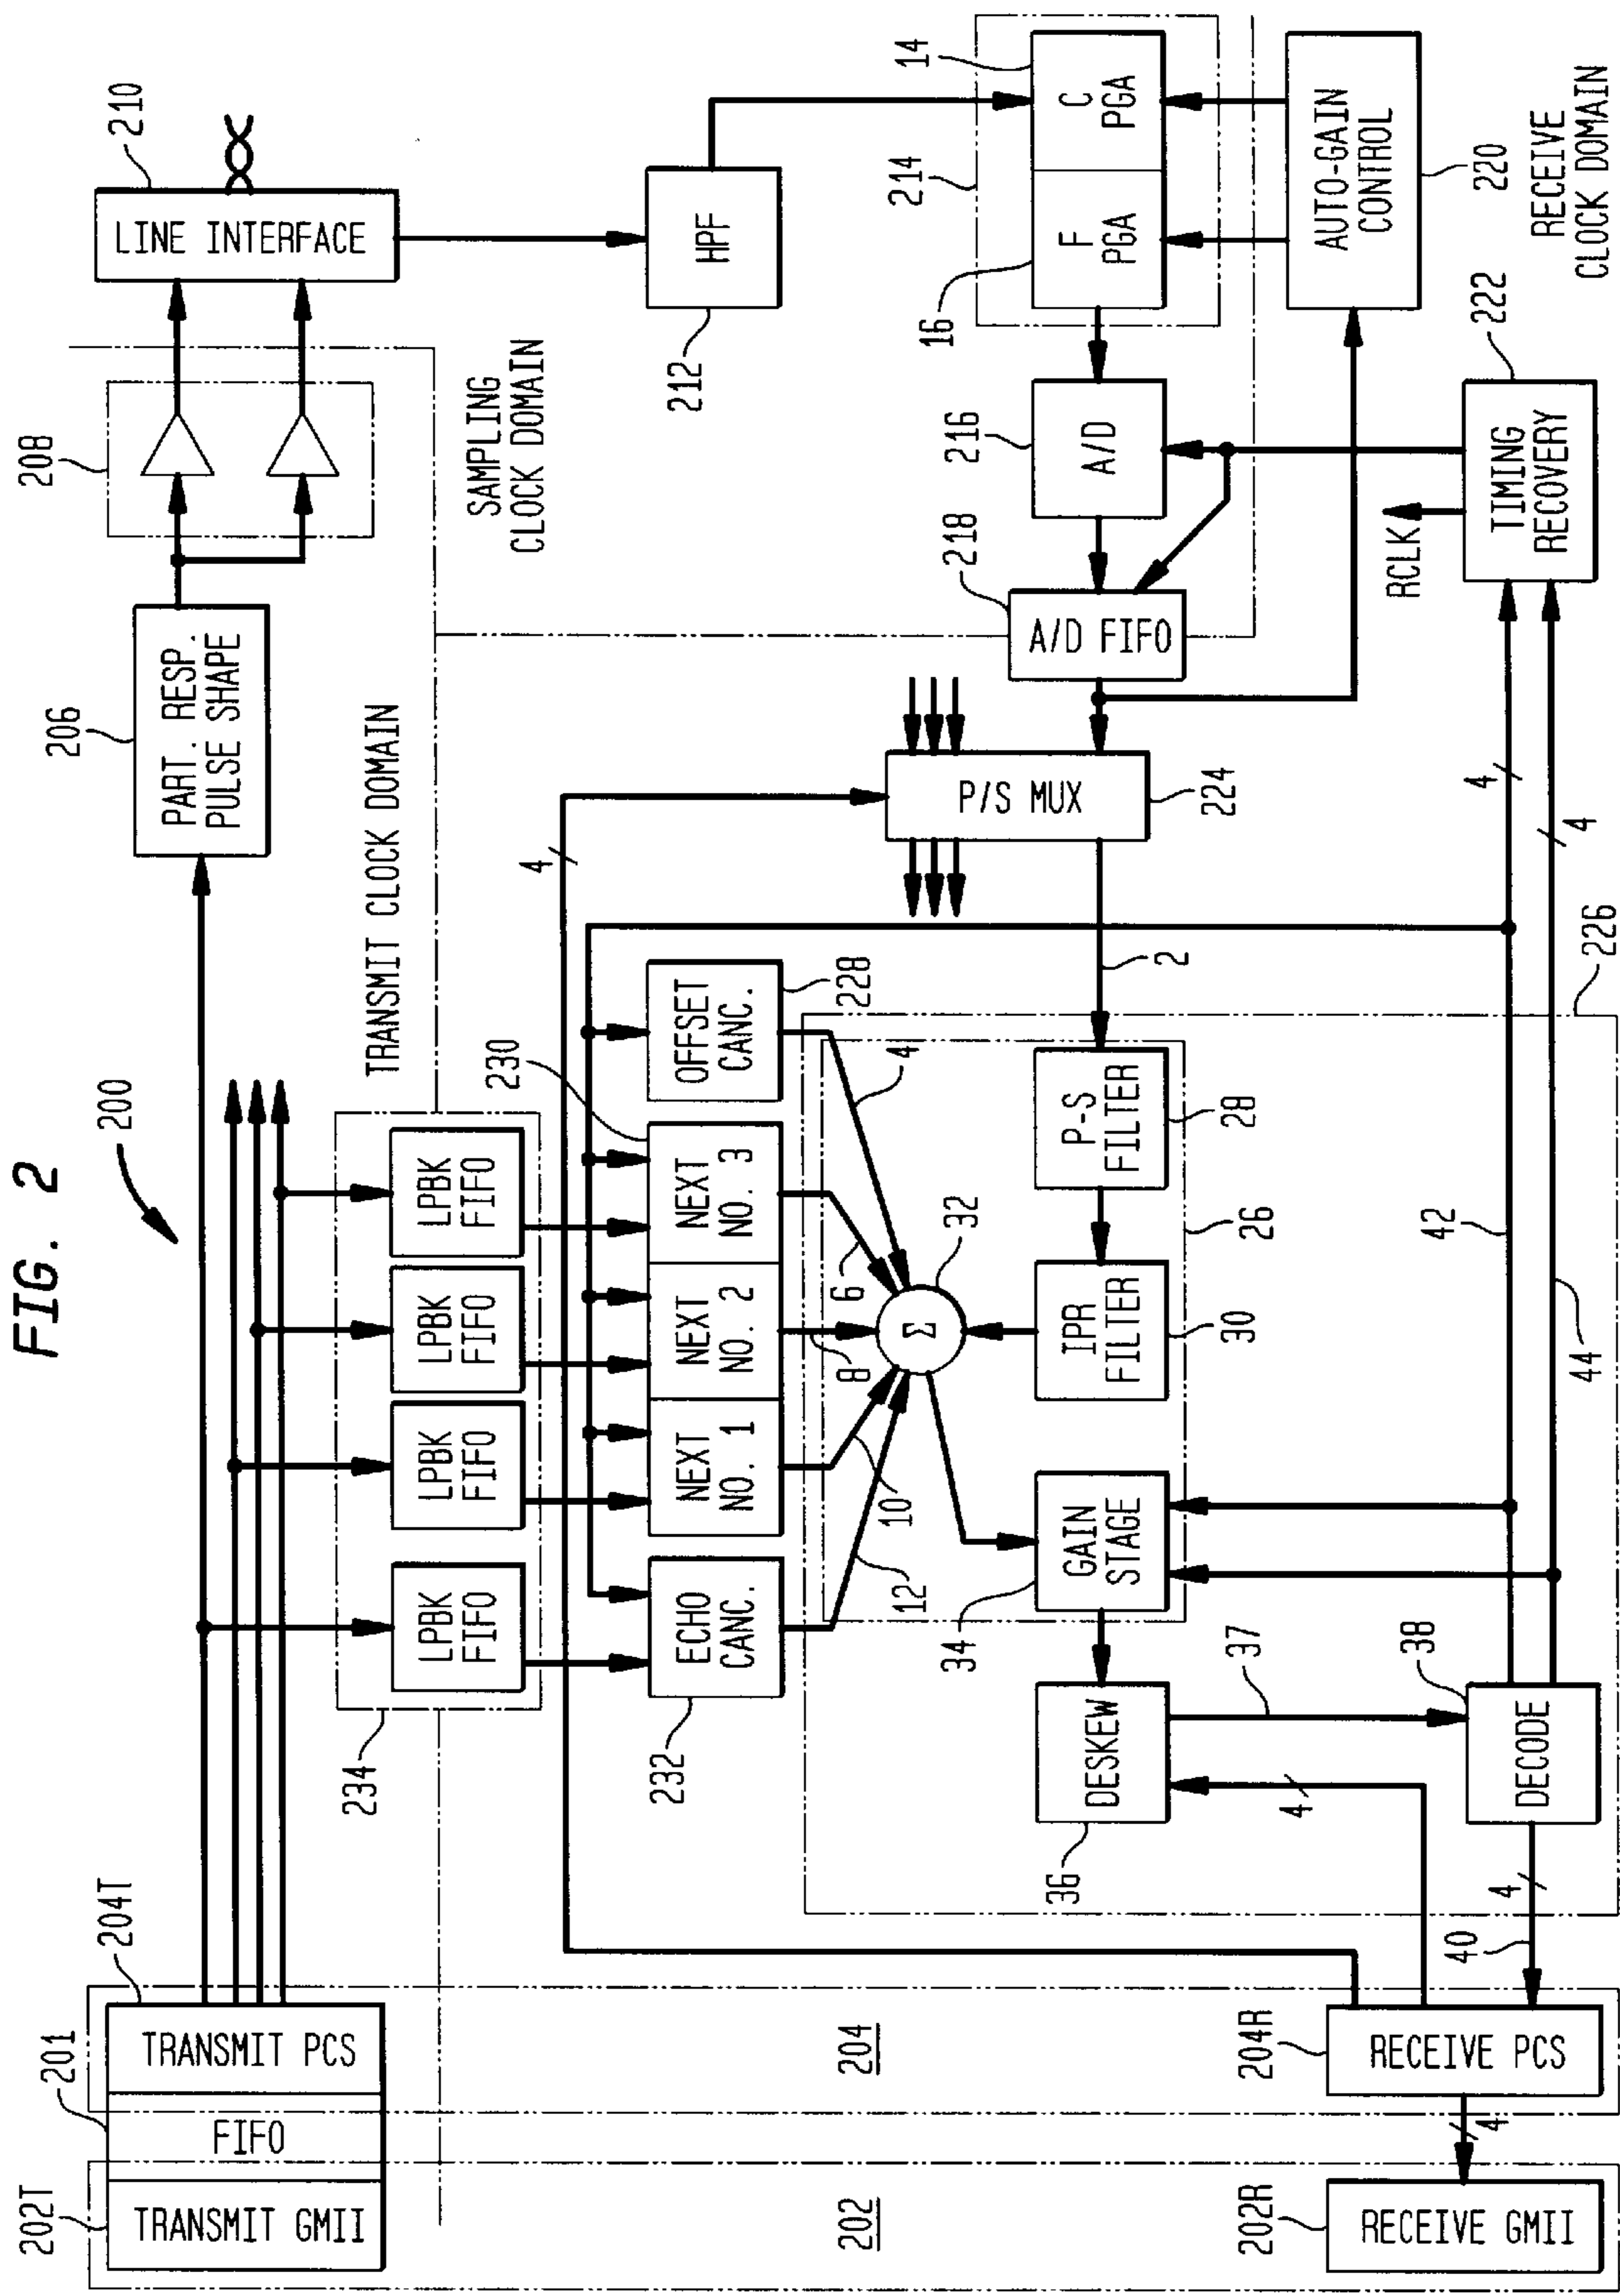 FIG. 2
200
202T
201
204T
TRANSMIT GMII
FIFO
TRANSMIT PCS
206
PART. RESP.
PULSE SHAPE
208
210
LINE INTERFACE
TRANSMIT CLOCK DOMAIN
SAMPLING
CLOCK DOMAIN
234
LPBK
FIFO
LPBK
FIFO
LPBK
FIFO
LPBK
FIFO
4
212
HPF
232
ECHO
CANC.
NEXT
NO. 1
NEXT
NO. 2
NEXT
NO. 3
230
OFFSET
CANC.
228
12
10
8
6
4
Σ
32
P/S MUX
224
2
A/D FIFO
218
A/D
216
F
PGA
16
C
PGA
14
214
202
204
36
DESKEW
34
GAIN
STAGE
IPR
FILTER
30
P-S
FILTER
28
26
AUTO-GAIN
CONTROL
220
RCLK
TIMING
RECOVERY
222
RECEIVE
CLOCK DOMAIN
37
4
38
DECODE
42
44
4
4
226
40
4
202R
RECEIVE GMII
4
204R
RECEIVE PCS